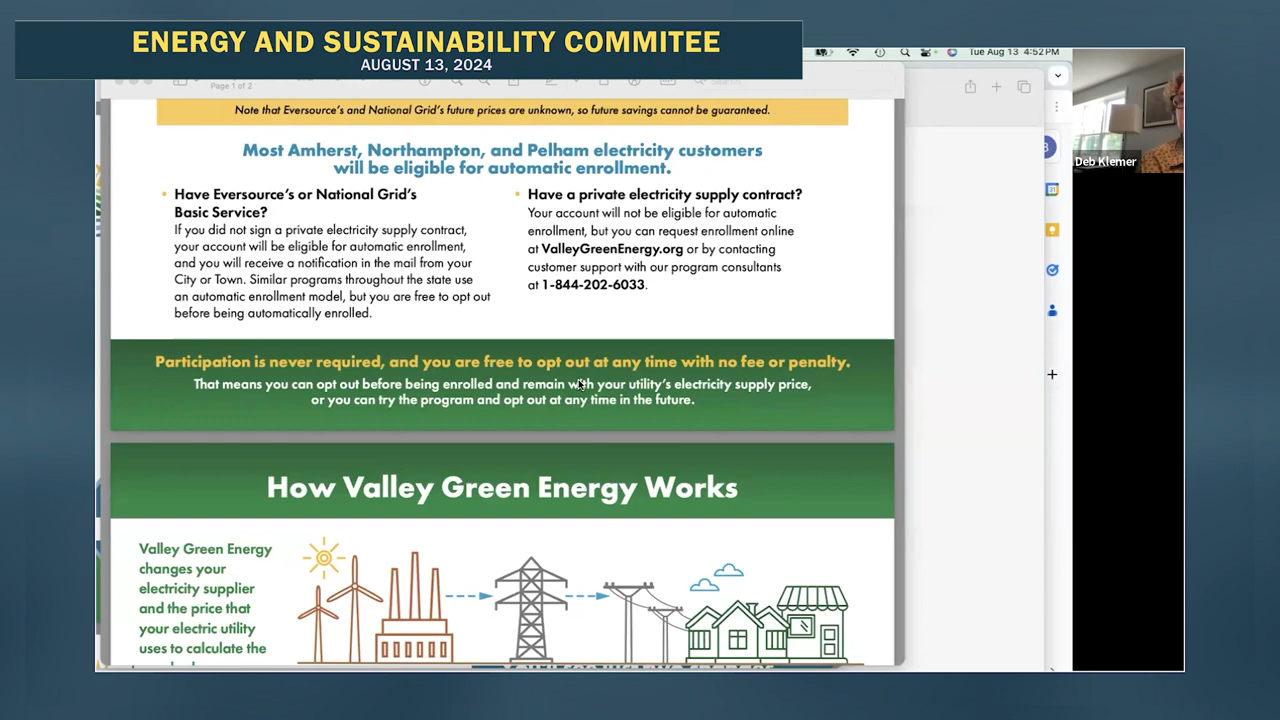 ENERGY AND SUSTAINABILITY COMMITEE
AUGUST 13, 2024
Tue Aug 13 4:52 PM
Page 1 of 2
Note that Eversource's and National Grid's future prices are unknown, so future savings cannot be guaranteed.
Most Amherst, Northampton, and Pelham electricity customers
will be eligible for automatic enrollment.
• Have Eversource's or National Grid's
Basic Service?
If you did not sign a private electricity supply contract,
your account will be eligible for automatic enrollment,
and you will receive a notification in the mail from your
City or Town. Similar programs throughout the state use
an automatic enrollment model, but you are free to opt out
before being automatically enrolled.
• Have a private electricity supply contract?
Your account will not be eligible for automatic
enrollment, but you can request enrollment online
at ValleyGreenEnergy.org or by contacting
customer support with our program consultants
at 1-844-202-6033.
Participation is never required, and you are free to opt out at any time with no fee or penalty.
That means you can opt out before being enrolled and remain with your utility's electricity supply price,
or you can try the program and opt out at any time in the future.
How Valley Green Energy Works
Valley Green Energy
changes your
electricity supplier
and the price that
your electric utility
uses to calculate the
Deb Klemer